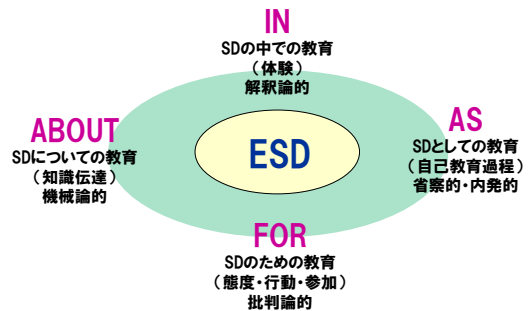 IN
SDの中での教育
(体験)
解釈論的
ABOUT
SDについての教育
(知識伝達)
機械論的
ESD
AS
SDとしての教育
(自己教育過程)
省察的・内発的
FOR
SDのための教育
(態度・行動・参加)
批判論的